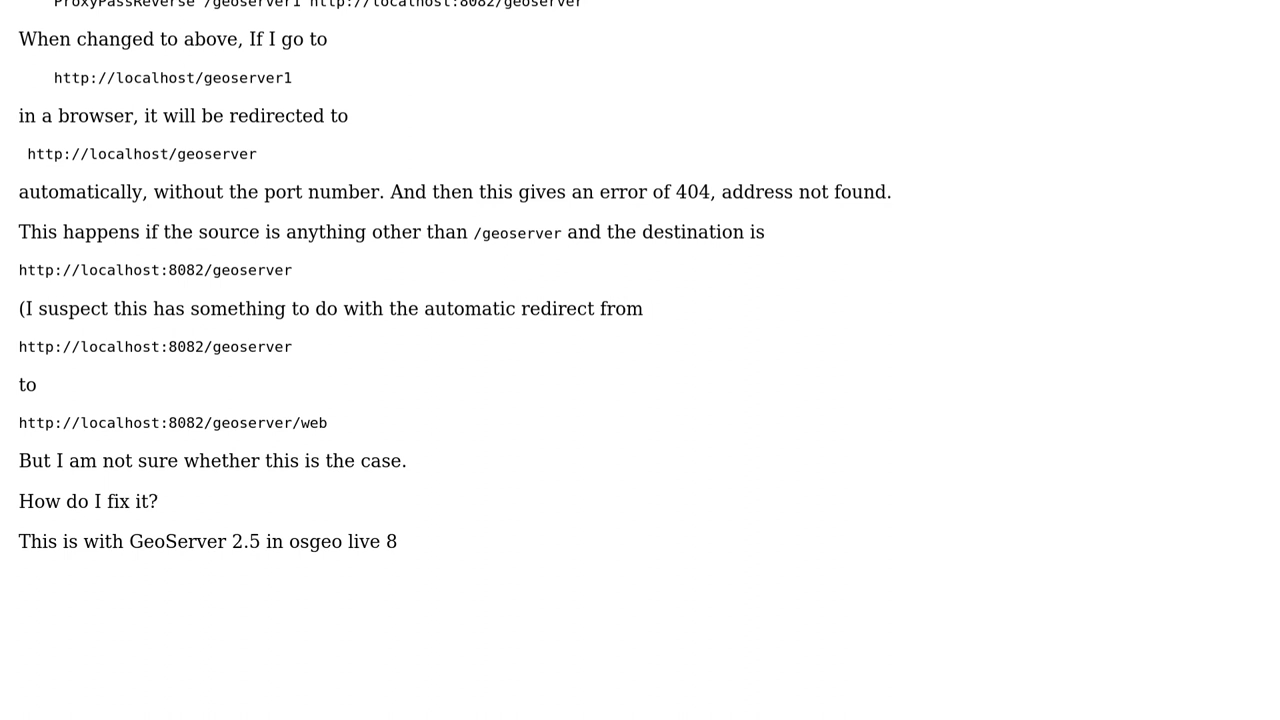 ProxyPassReverse /geoserver1 http://localhost:8082/geoserver
When changed to above, If I go to
http://localhost/geoserver1
in a browser, it will be redirected to
http://localhost/geoserver
automatically, without the port number. And then this gives an error of 404, address not found.
This happens if the source is anything other than /geoserver and the destination is
http://localhost:8082/geoserver
(I suspect this has something to do with the automatic redirect from
http://localhost:8082/geoserver
to
http://localhost:8082/geoserver/web
But I am not sure whether this is the case.
How do I fix it?
This is with GeoServer 2.5 in osgeo live 8